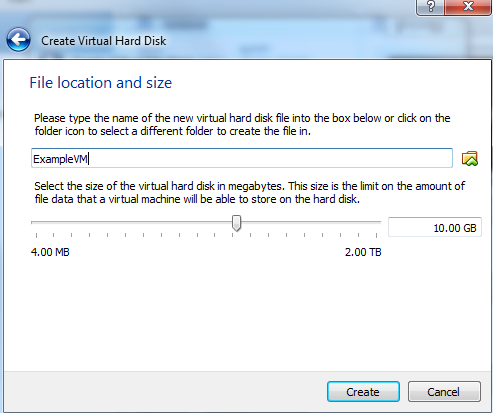 Create Virtual Hard Disk
File location and size
Please type the name of the new virtual hard disk file into the box below or click on the
folder icon to select a different folder to create the file in.
ExampleVM
Select the size of the virtual hard disk in megabytes. This size is the limit on the amount of
file data that a virtual machine will be able to store on the hard disk.
10.00 GB
4.00 MB 2.00 TB
Create Cancel